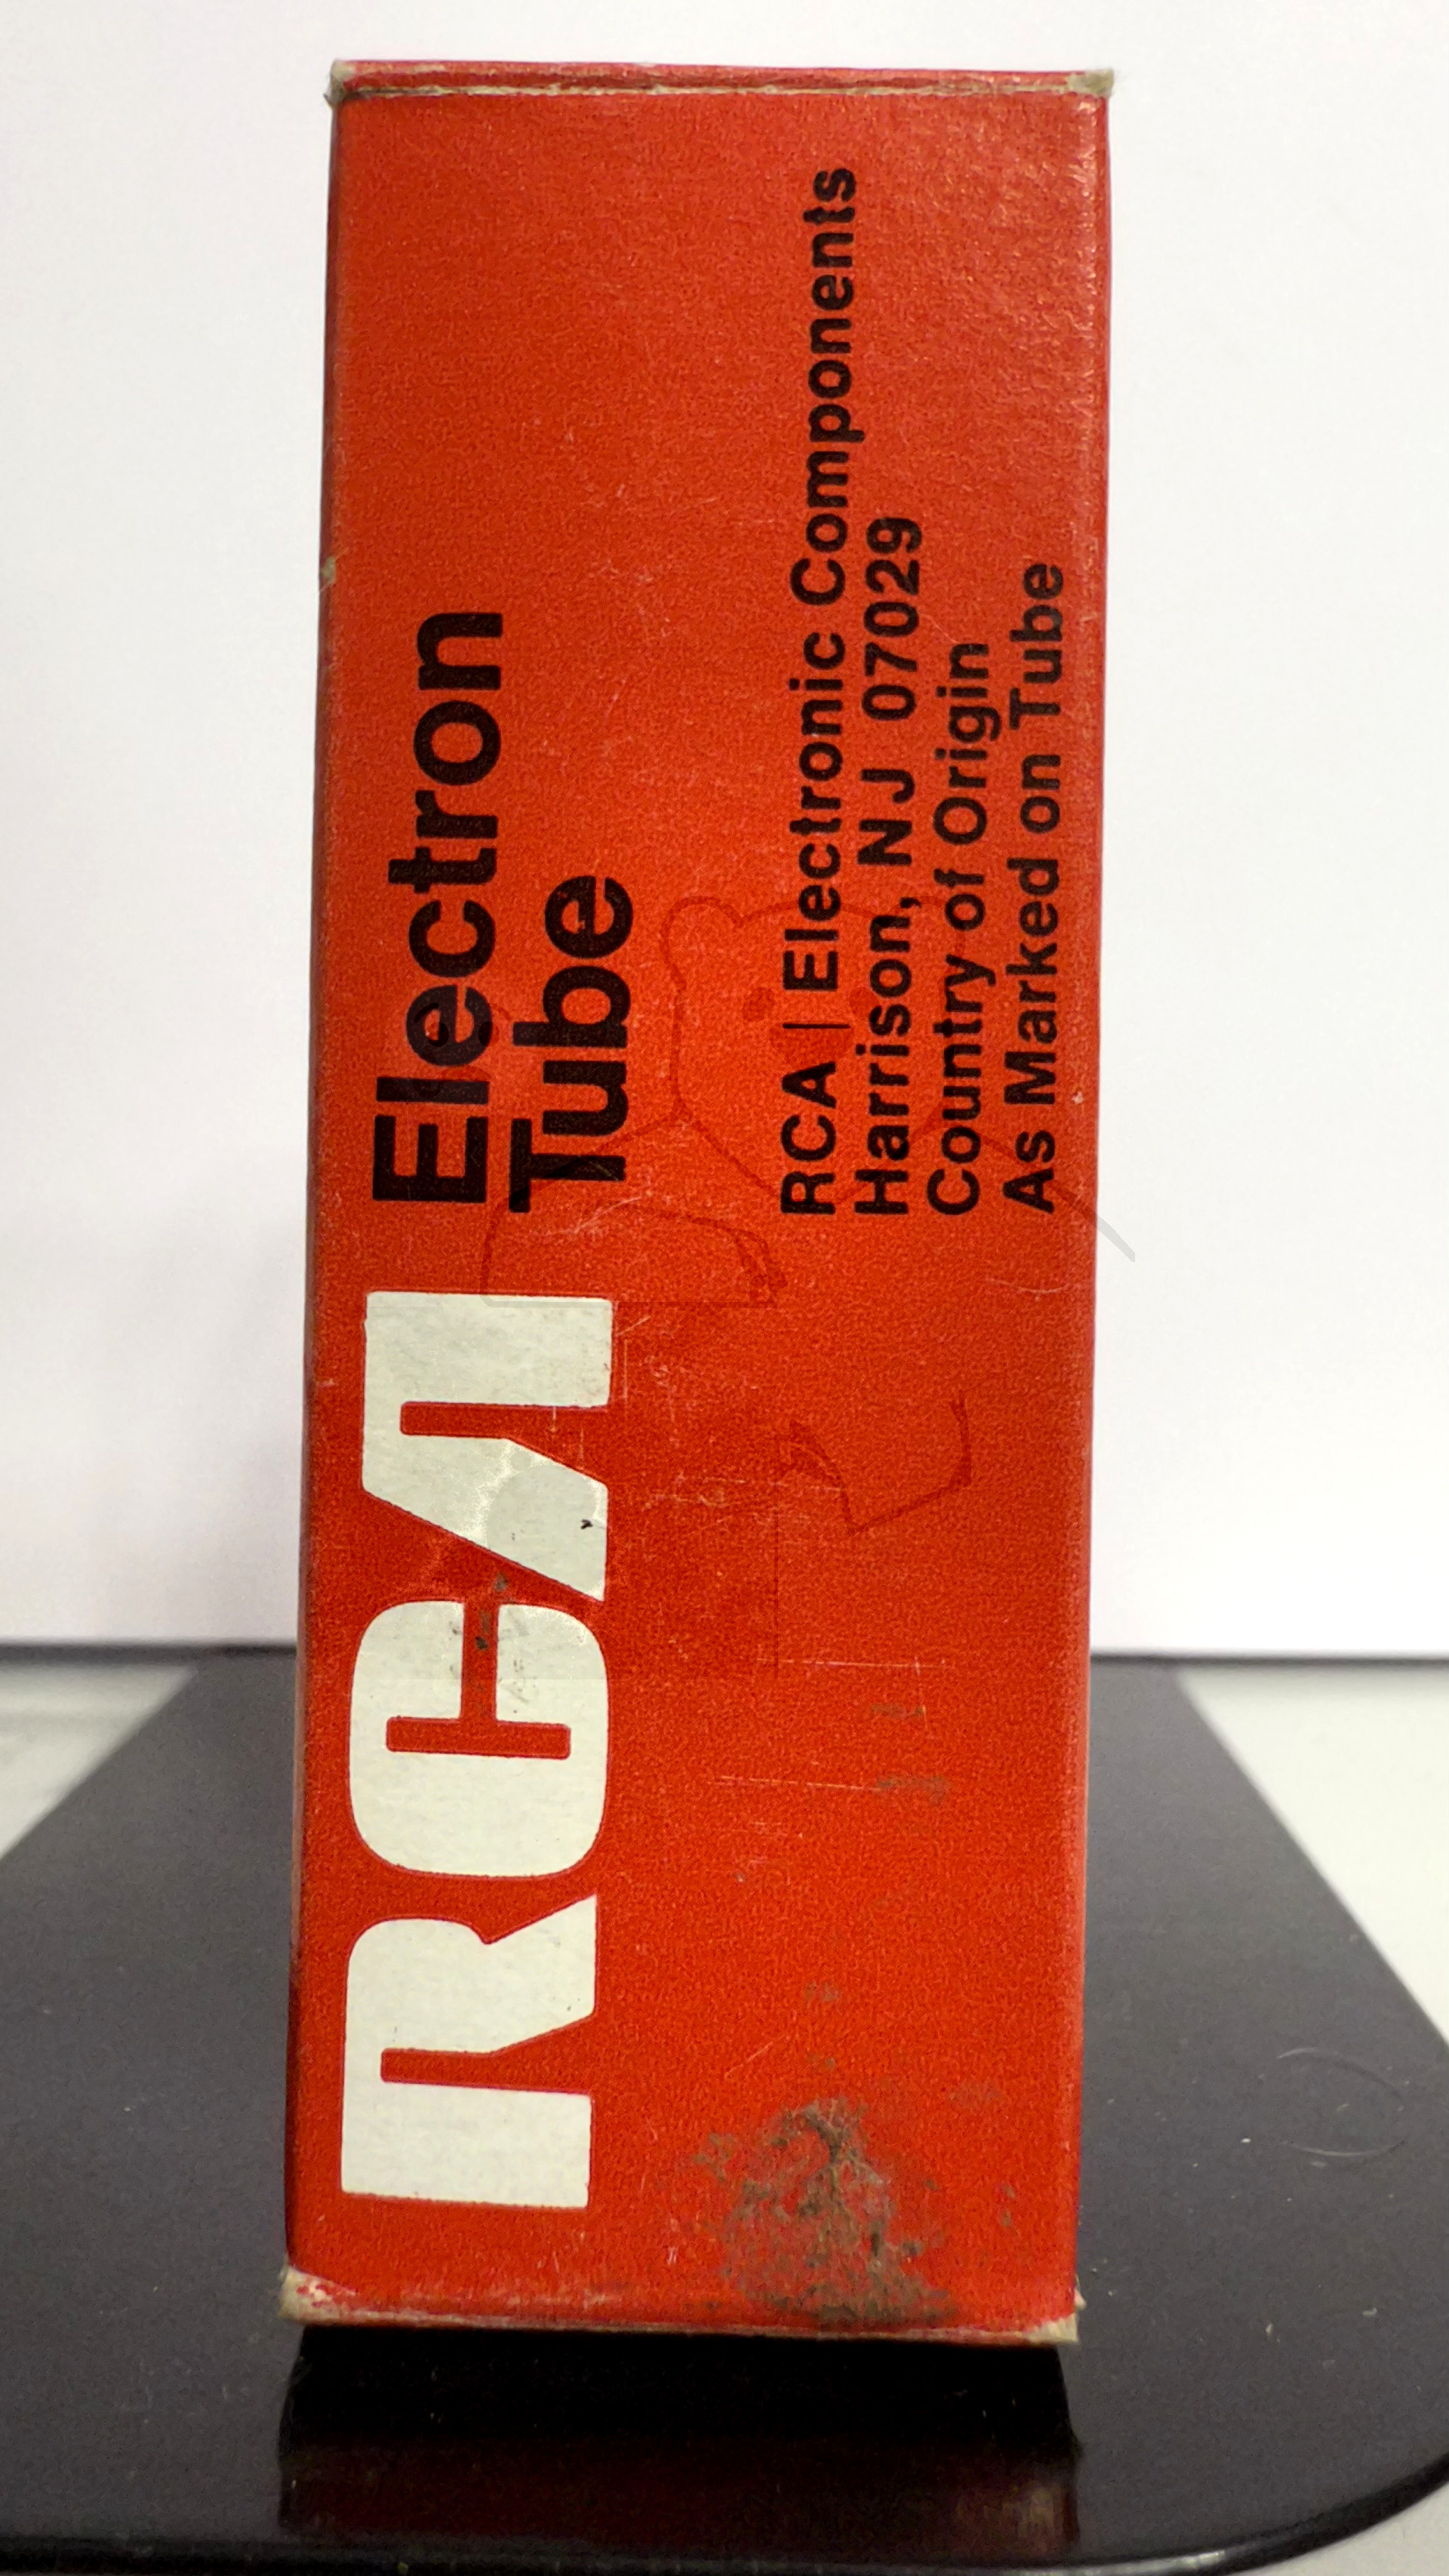 RCA
Electron
Tube
RCA | Electronic Components
Harrison, NJ 07029
Country of Origin
As Marked on Tube